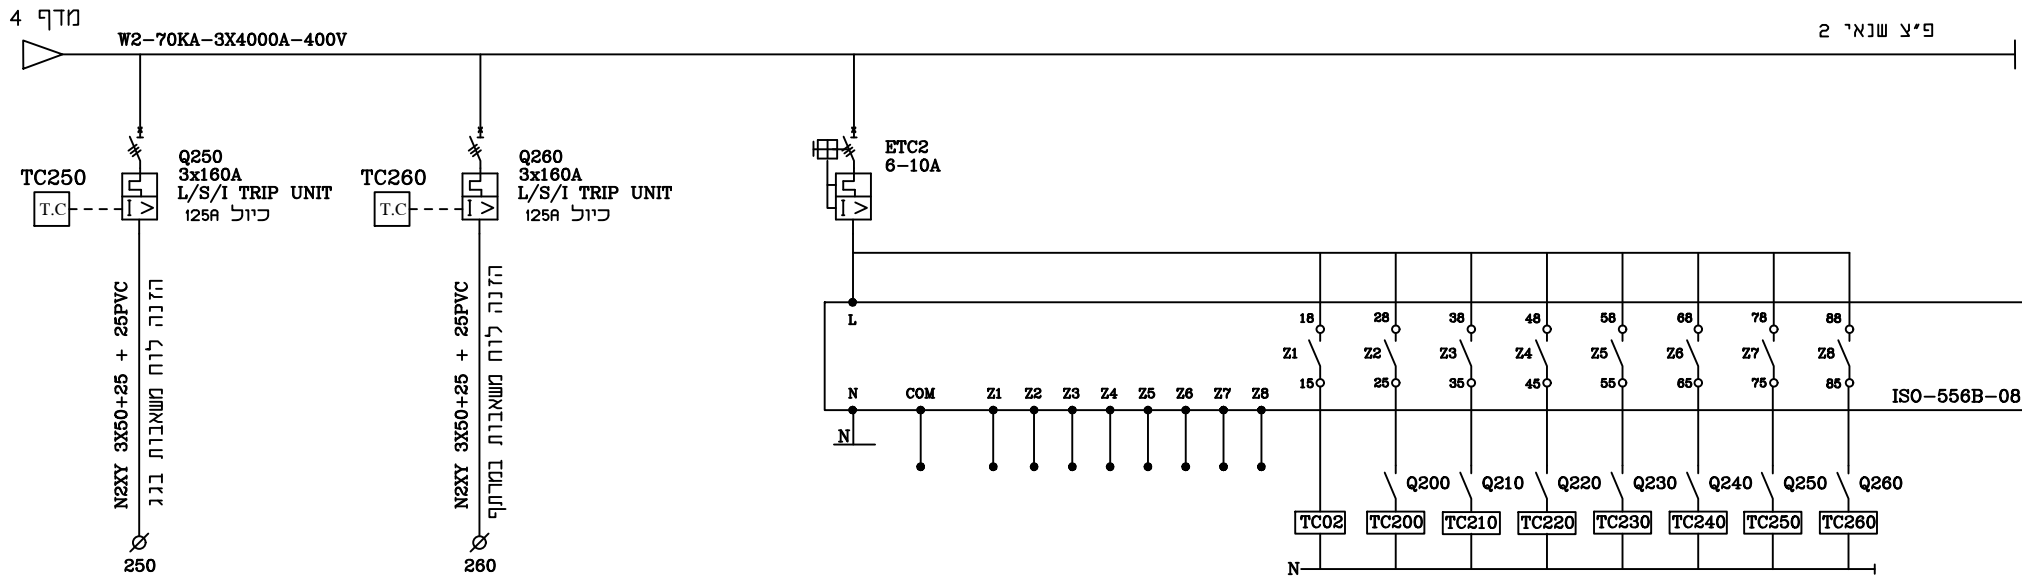 מדף 4
W2-70KA-3X4000A-400V
פ"צ שנאי 2
TC250
T.C
Q250
3x160A
L/S/I TRIP UNIT
כיול 125A
I >
N2XY 3X50+25 + 25PVC
הזנה לוח משאבות בגג
250
TC260
T.C
Q260
3x160A
L/S/I TRIP UNIT
כיול 125A
I >
N2XY 3X50+25 + 25PVC
הזנה לוח משאבות במרתף
260
ETC2
6-10A
I >
L
18 28 38 48 58 68 78 88
Z1 Z2 Z3 Z4 Z5 Z6 Z7 Z8
15 25 35 45 55 65 75 85
N COM Z1 Z2 Z3 Z4 Z5 Z6 Z7 Z8
ISO-556B-08
N
Q200 Q210 Q220 Q230 Q240 Q250 Q260
TC02 TC200 TC210 TC220 TC230 TC240 TC250 TC260
N